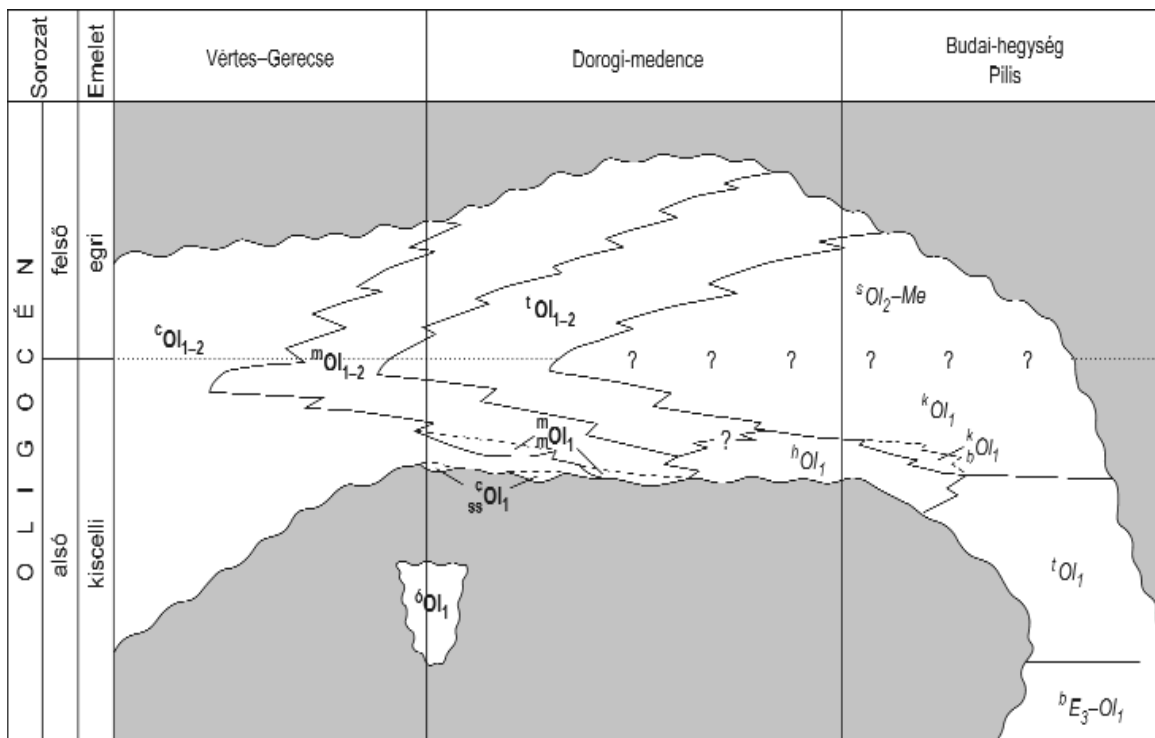 Sorozat
Emelet
Vértes–Gerecse
Dorogi-medence
Budai-hegység
Pilis
OLIGOCÉN
felső
egri
alsó
kiscelli
sOl2–Me
tOl1–2
cOl1–2
mOl1–2
? ? ? ? ? ?
kOl1
mmOl1
?
hOl1
kbOl1
cssOl1
tOl1
δOl1
bE3–Ol1